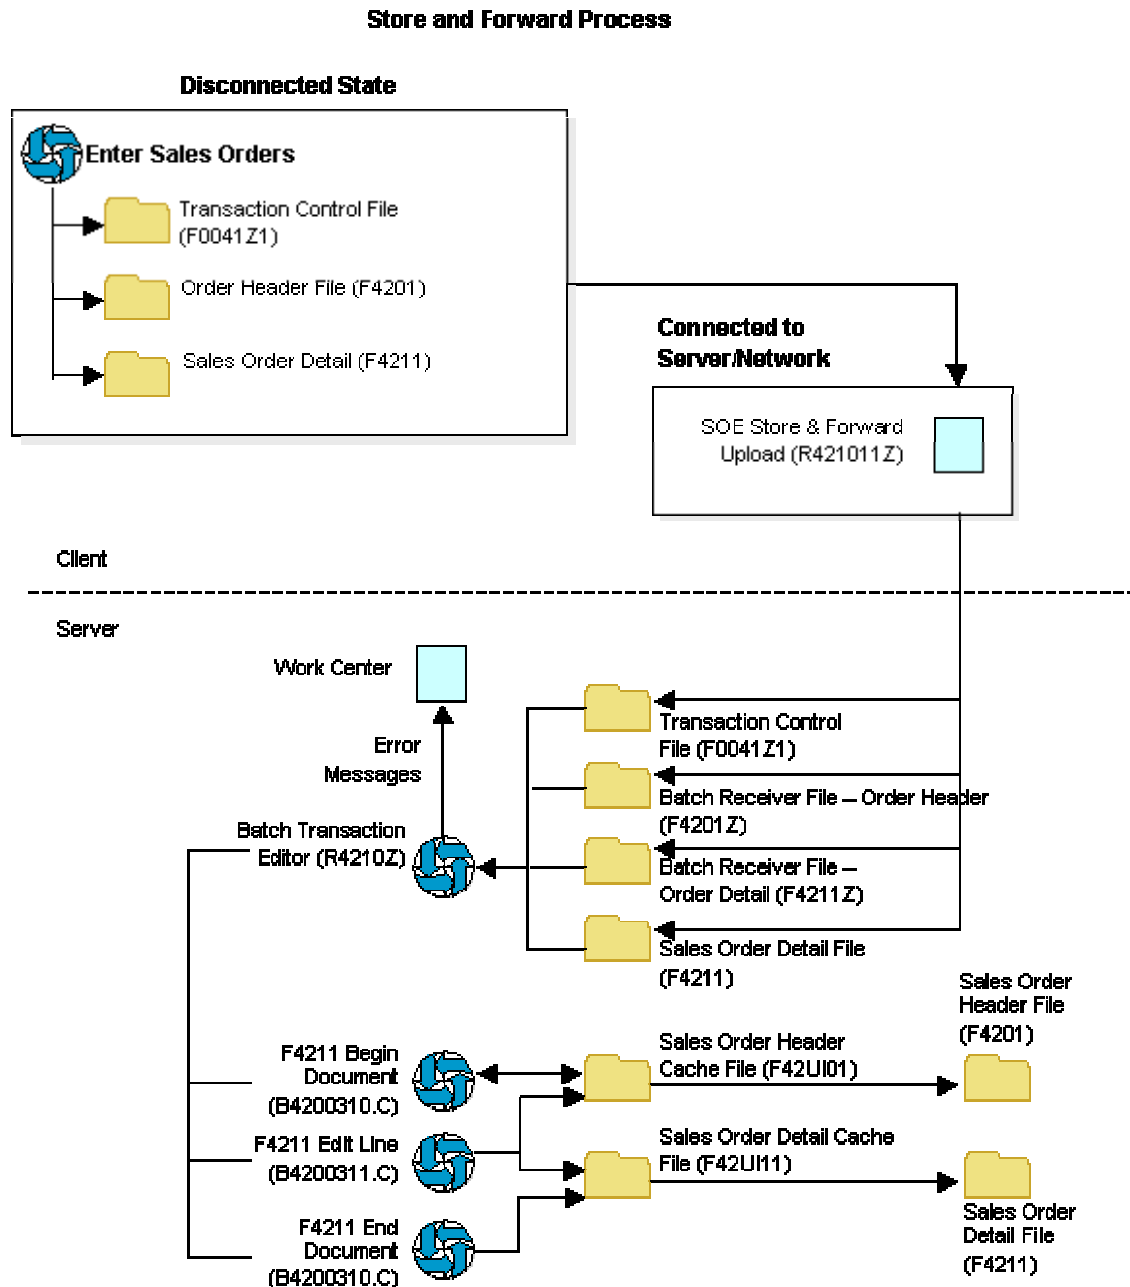 Store and Forward Process
Disconnected State
Enter Sales Orders
Transaction Control File
(F0041Z1)
Order Header File (F4201)
Sales Order Detail (F4211)
Connected to
Server/Network
SOE Store & Forward
Upload (R421011Z)
Client
Server
Work Center
Error
Messages
Transaction Control
File (F0041Z1)
Batch Receiver File – Order Header
(F4201Z)
Batch Transaction
Editor (R4210Z)
Batch Receiver File –
Order Detail (F4211Z)
Sales Order Detail File
(F4211)
Sales Order
Header File
(F4201)
F4211 Begin
Document
(B4200310.C)
Sales Order Header
Cache File (F42UI01)
F4211 Edit Line
(B4200311.C)
Sales Order Detail Cache
File (F42UI11)
F4211 End
Document
(B4200310.C)
Sales Order
Detail File
(F4211)